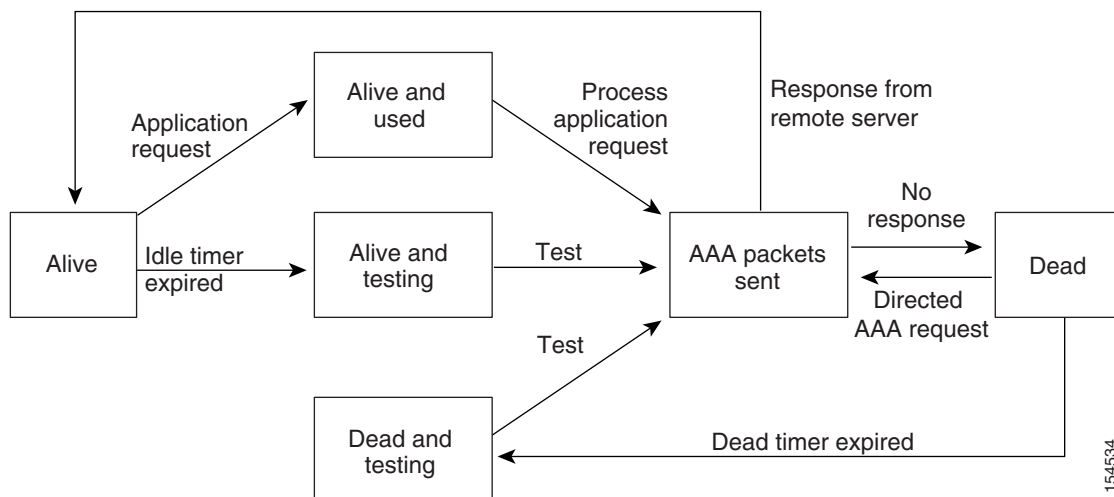 Alive and
used
Application
request
Process
application
request
Response from
remote server
No
response
Alive
Idle timer
expired
Alive and
testing
Test
AAA packets
sent
Dead
Directed
AAA request
Test
Dead and
testing
Dead timer expired
154534